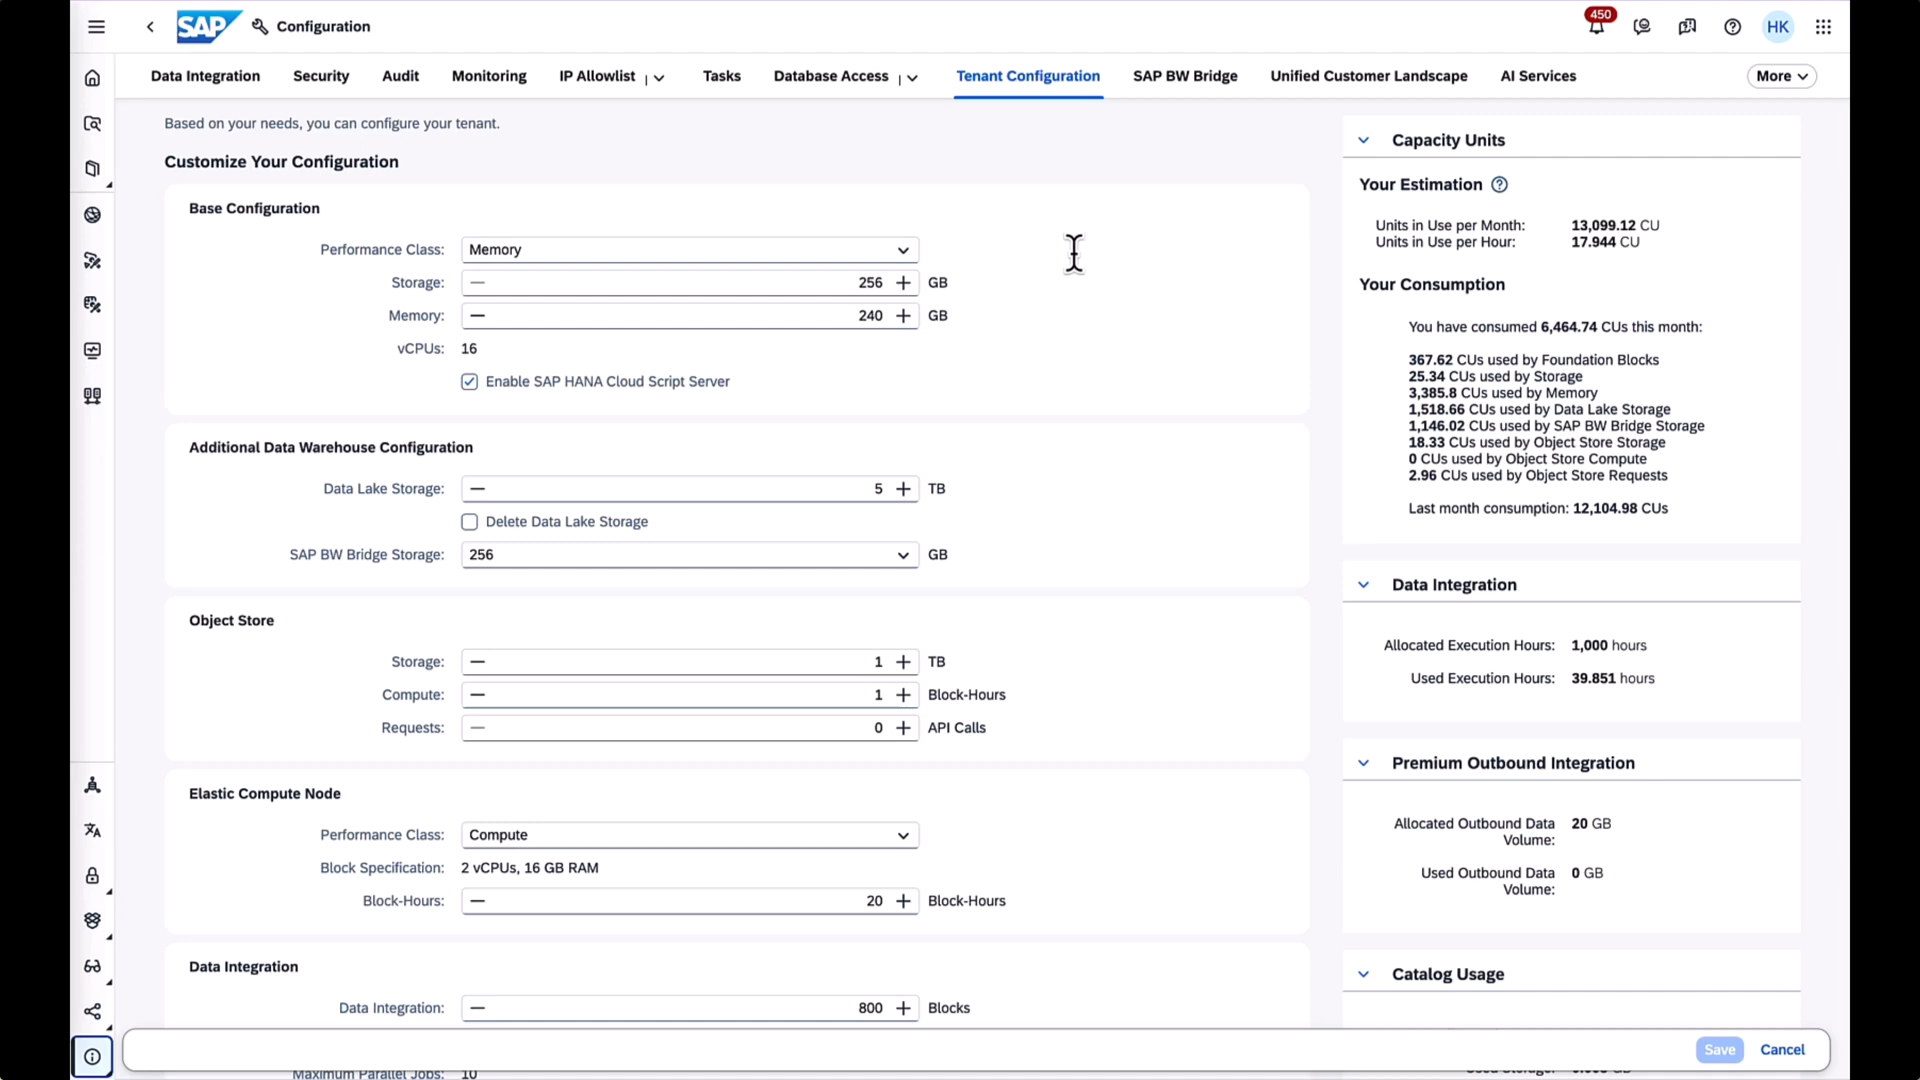 SAP Configuration
450
HK
Data Integration Security Audit Monitoring IP Allowlist Tasks Database Access Tenant Configuration SAP BW Bridge Unified Customer Landscape AI Services More
Based on your needs, you can configure your tenant.
Customize Your Configuration
Base Configuration
Performance Class: Memory
Storage: 256 GB
Memory: 240 GB
vCPUs: 16
Enable SAP HANA Cloud Script Server
Additional Data Warehouse Configuration
Data Lake Storage: 5 TB
Delete Data Lake Storage
SAP BW Bridge Storage: 256 GB
Object Store
Storage: 1 TB
Compute: 1 Block-Hours
Requests: 0 API Calls
Elastic Compute Node
Performance Class: Compute
Block Specification: 2 vCPUs, 16 GB RAM
Block-Hours: 20 Block-Hours
Data Integration
Data Integration: 800 Blocks
Maximum Parallel Jobs: 10
Capacity Units
Your Estimation
Units in Use per Month: 13,099.12 CU
Units in Use per Hour: 17.944 CU
Your Consumption
You have consumed 6,464.74 CUs this month:
367.62 CUs used by Foundation Blocks
25.34 CUs used by Storage
3,385.8 CUs used by Memory
1,518.66 CUs used by Data Lake Storage
1,146.02 CUs used by SAP BW Bridge Storage
18.33 CUs used by Object Store Storage
0 CUs used by Object Store Compute
2.96 CUs used by Object Store Requests
Last month consumption: 12,104.98 CUs
Data Integration
Allocated Execution Hours: 1,000 hours
Used Execution Hours: 39.851 hours
Premium Outbound Integration
Allocated Outbound Data 20 GB
Volume:
Used Outbound Data 0 GB
Volume:
Catalog Usage
Save Cancel